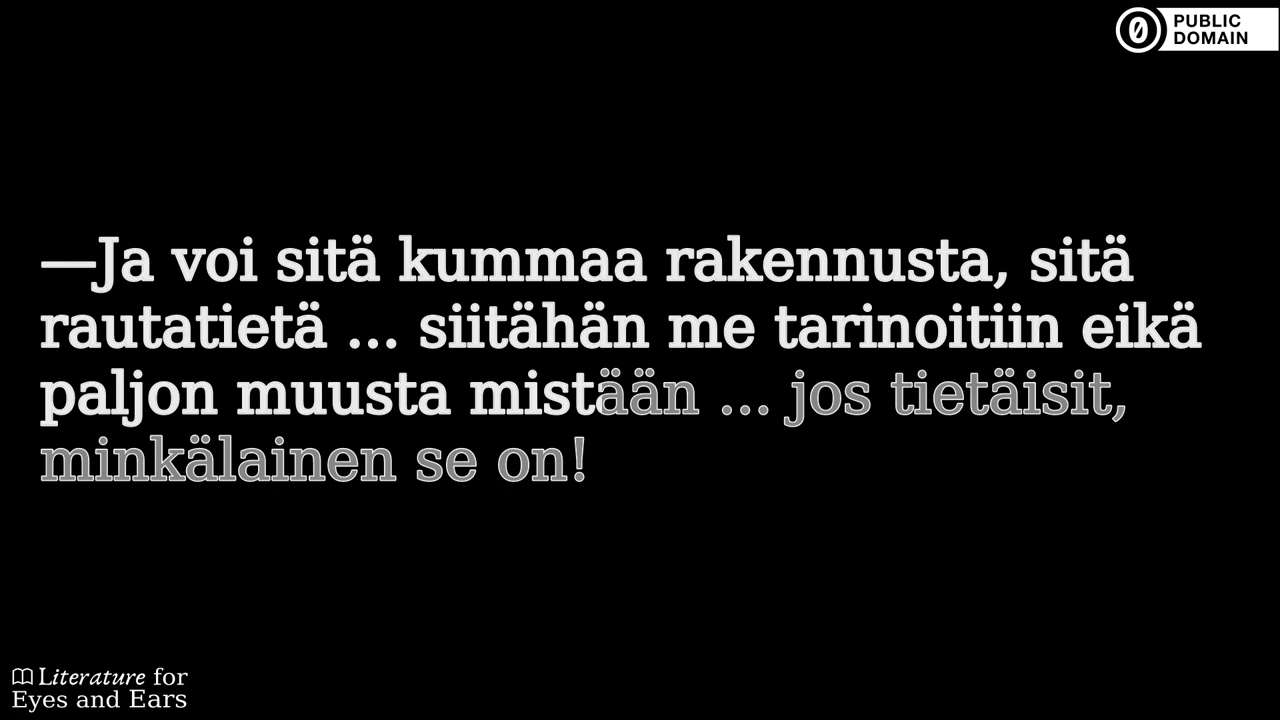 PUBLIC
DOMAIN
—Ja voi sitä kummaa rakennusta, sitä
rautatietä ... siitähän me tarinoitiin eikä
paljon muusta mistään ... jos tietäisit,
minkälainen se on!
Literature for
Eyes and Ears